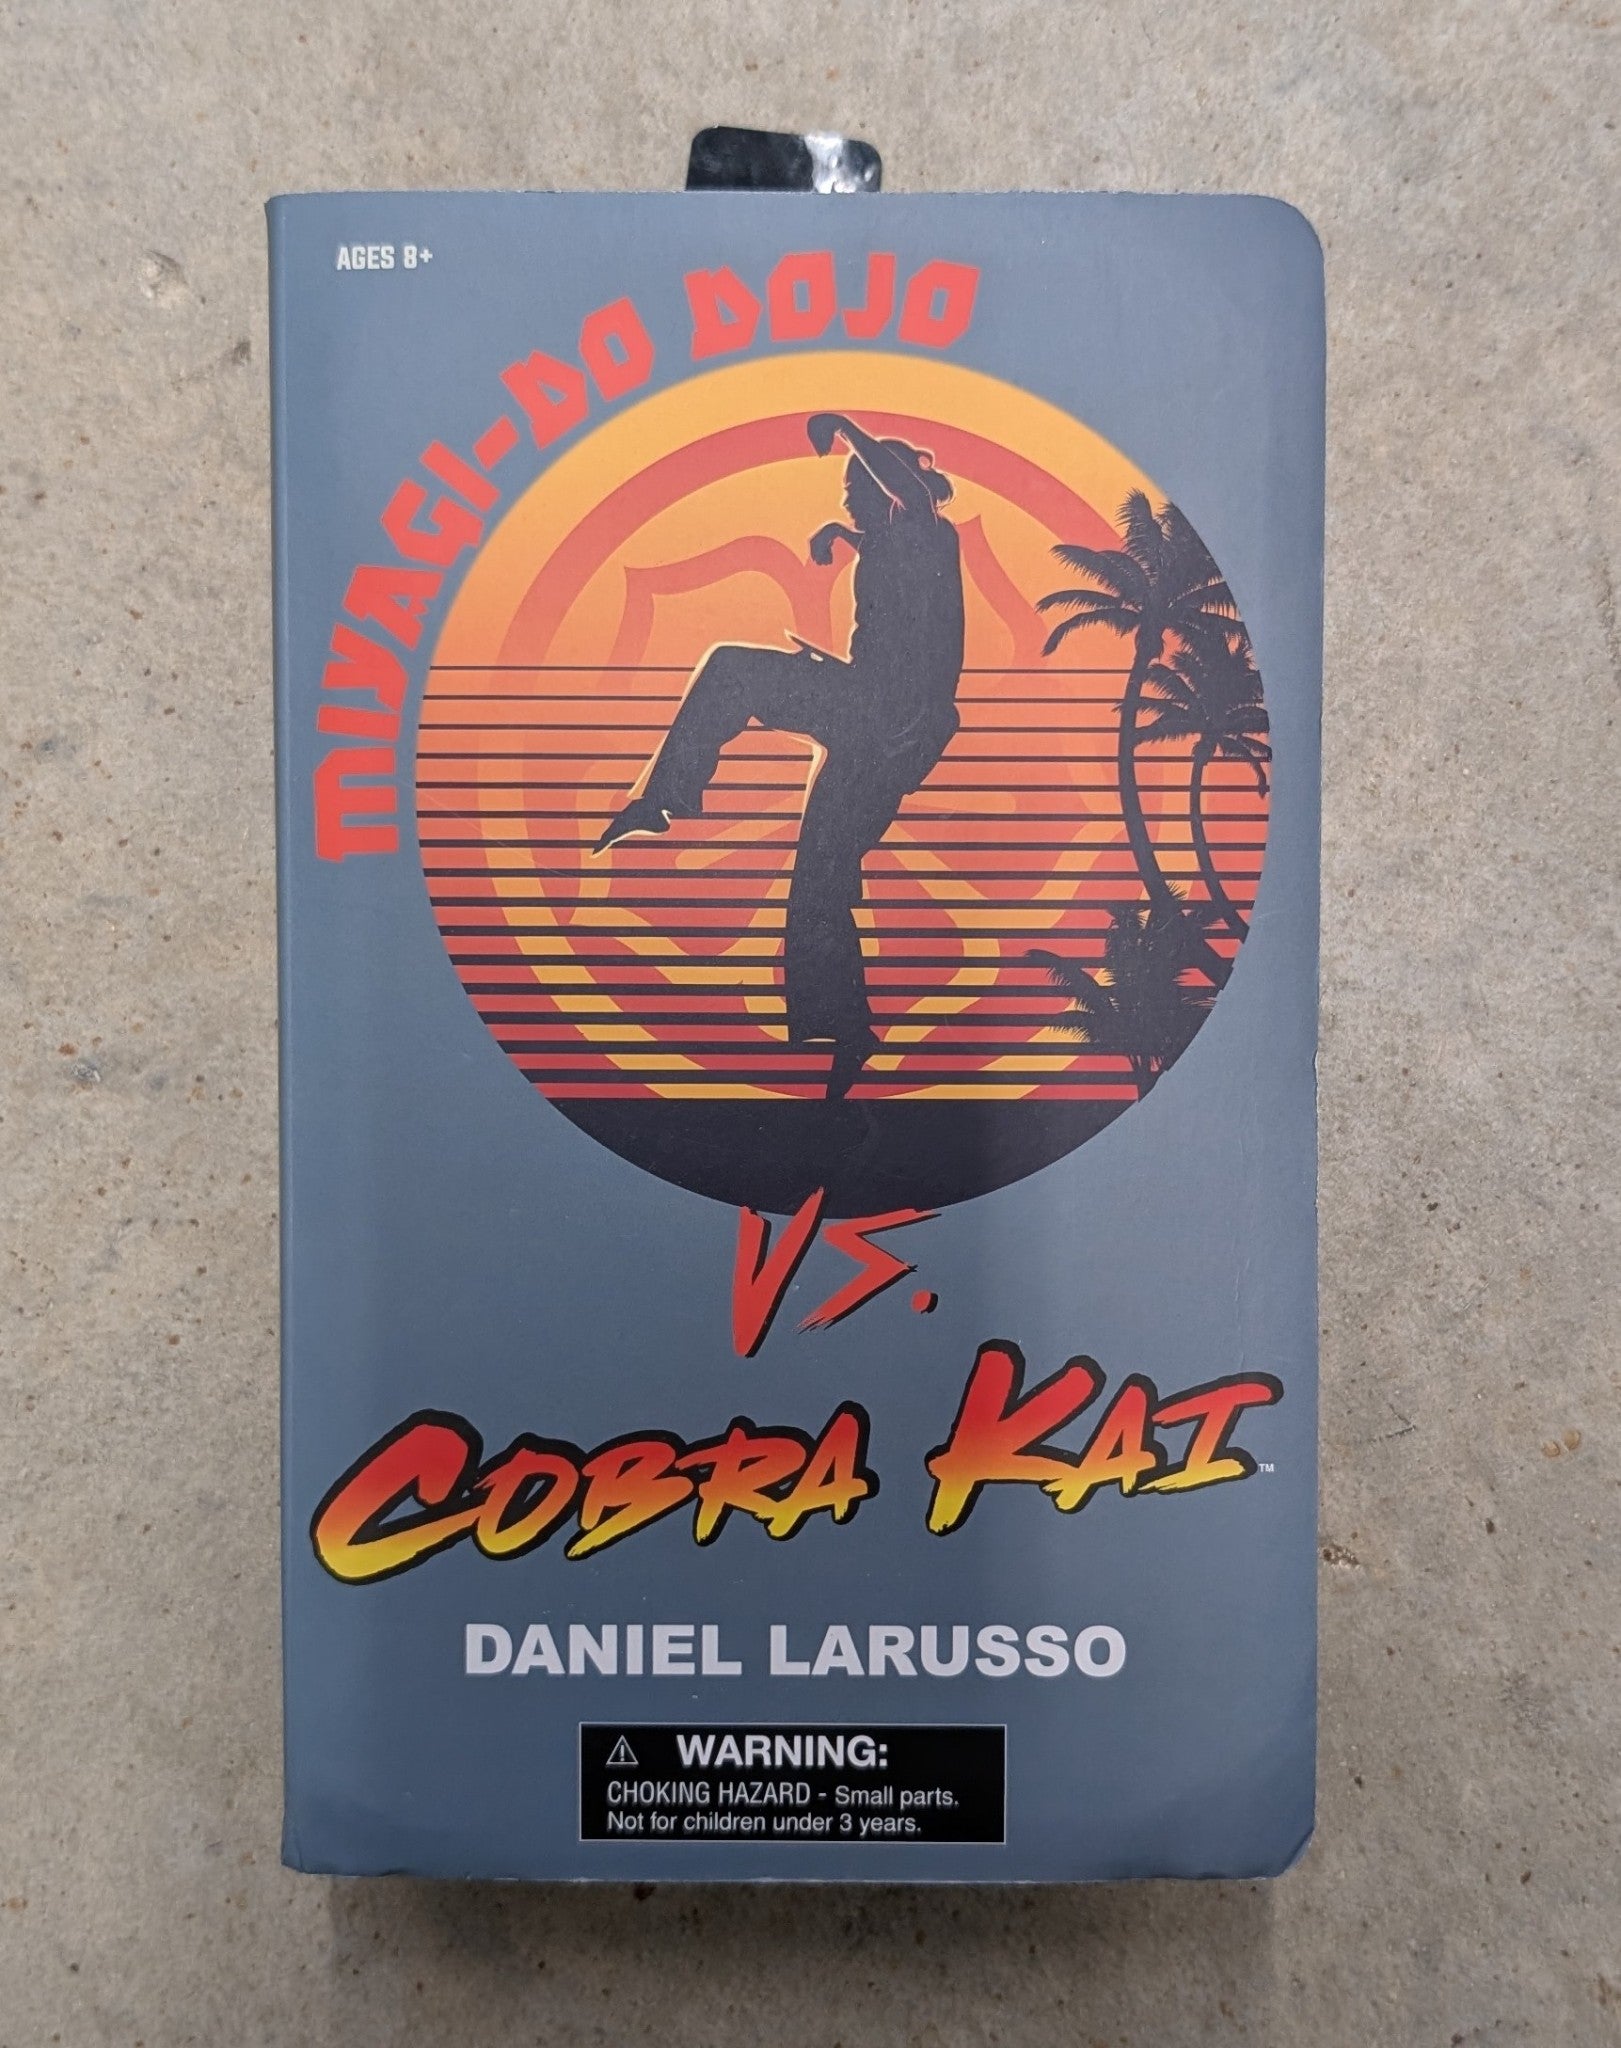 AGES 8+
MIYAGI-DO DOJO
VS.
COBRA KAI™
DANIEL LARUSSO
⚠ WARNING:
CHOKING HAZARD - Small parts.
Not for children under 3 years.